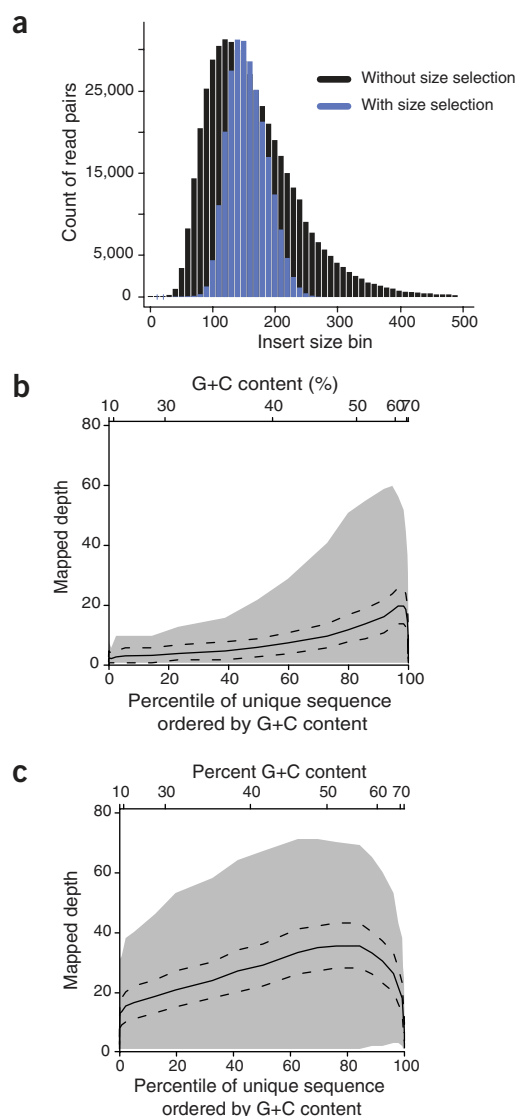 a
Count of read pairs
25,000
15,000
5,000
0
Without size selection
With size selection
0 100 200 300 400 500
Insert size bin
b
G+C content (%)
10 30 40 50 60 70
Mapped depth
80
60
40
20
0
0 20 40 60 80 100
Percentile of unique sequence
ordered by G+C content
c
Percent G+C content
10 30 40 50 60 70
Mapped depth
80
60
40
20
0
0 20 40 60 80 100
Percentile of unique sequence
ordered by G+C content